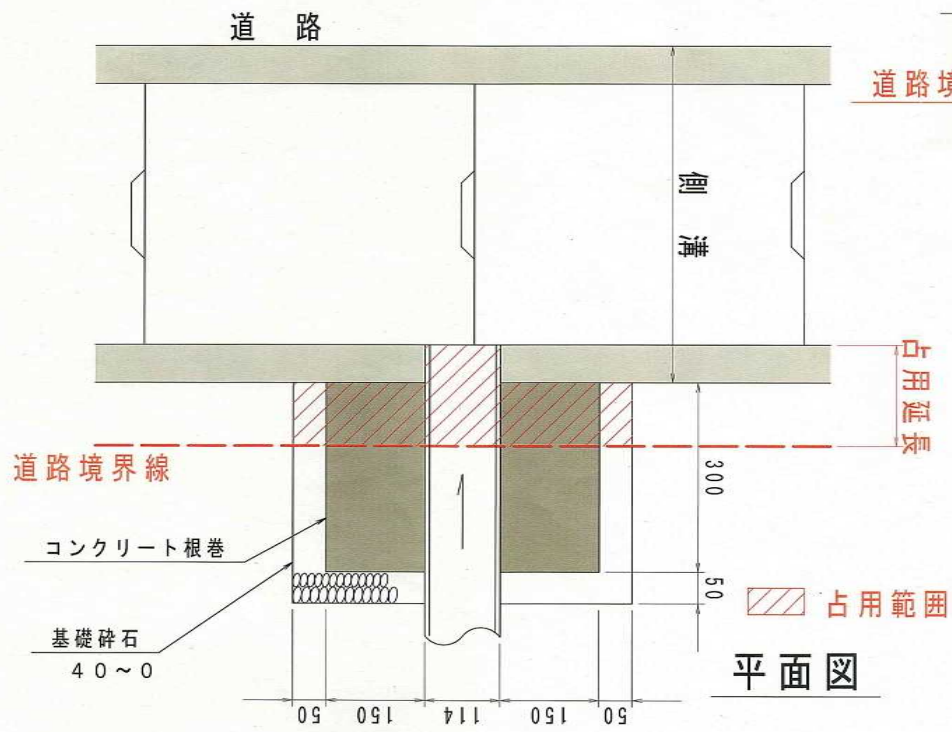 道路
道路境
側溝
占用延長
道路境界線
300
コンクリート根巻
50
占用範囲
基礎砕石
40~0
平面図
50
150
114
150
50